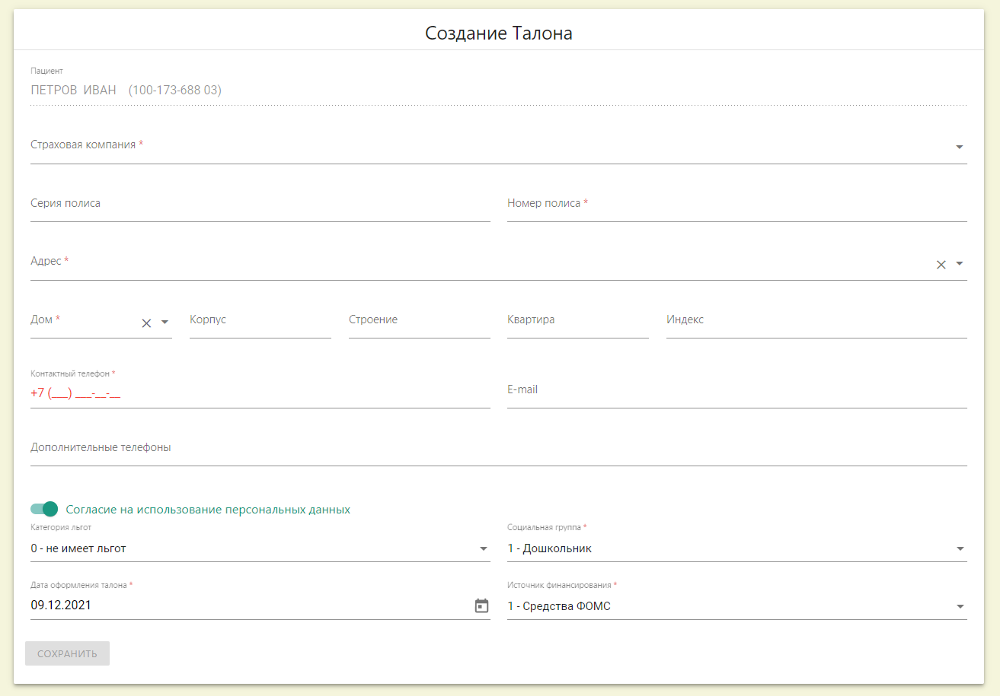 Создание Талона
Пациент
ПЕТРОВ ИВАН (100-173-688 03)
Страховая компания *
Серия полиса
Номер полиса *
Адрес *
Дом *
Корпус
Строение
Квартира
Индекс
Контактный телефон *
+7 (___) ___-__-__
E-mail
Дополнительные телефоны
Согласие на использование персональных данных
Категория льгот
0 - не имеет льгот
Социальная группа *
1 - Дошкольник
Дата оформления талона *
09.12.2021
Источник финансирования *
1 - Средства ФОМС
СОХРАНИТЬ